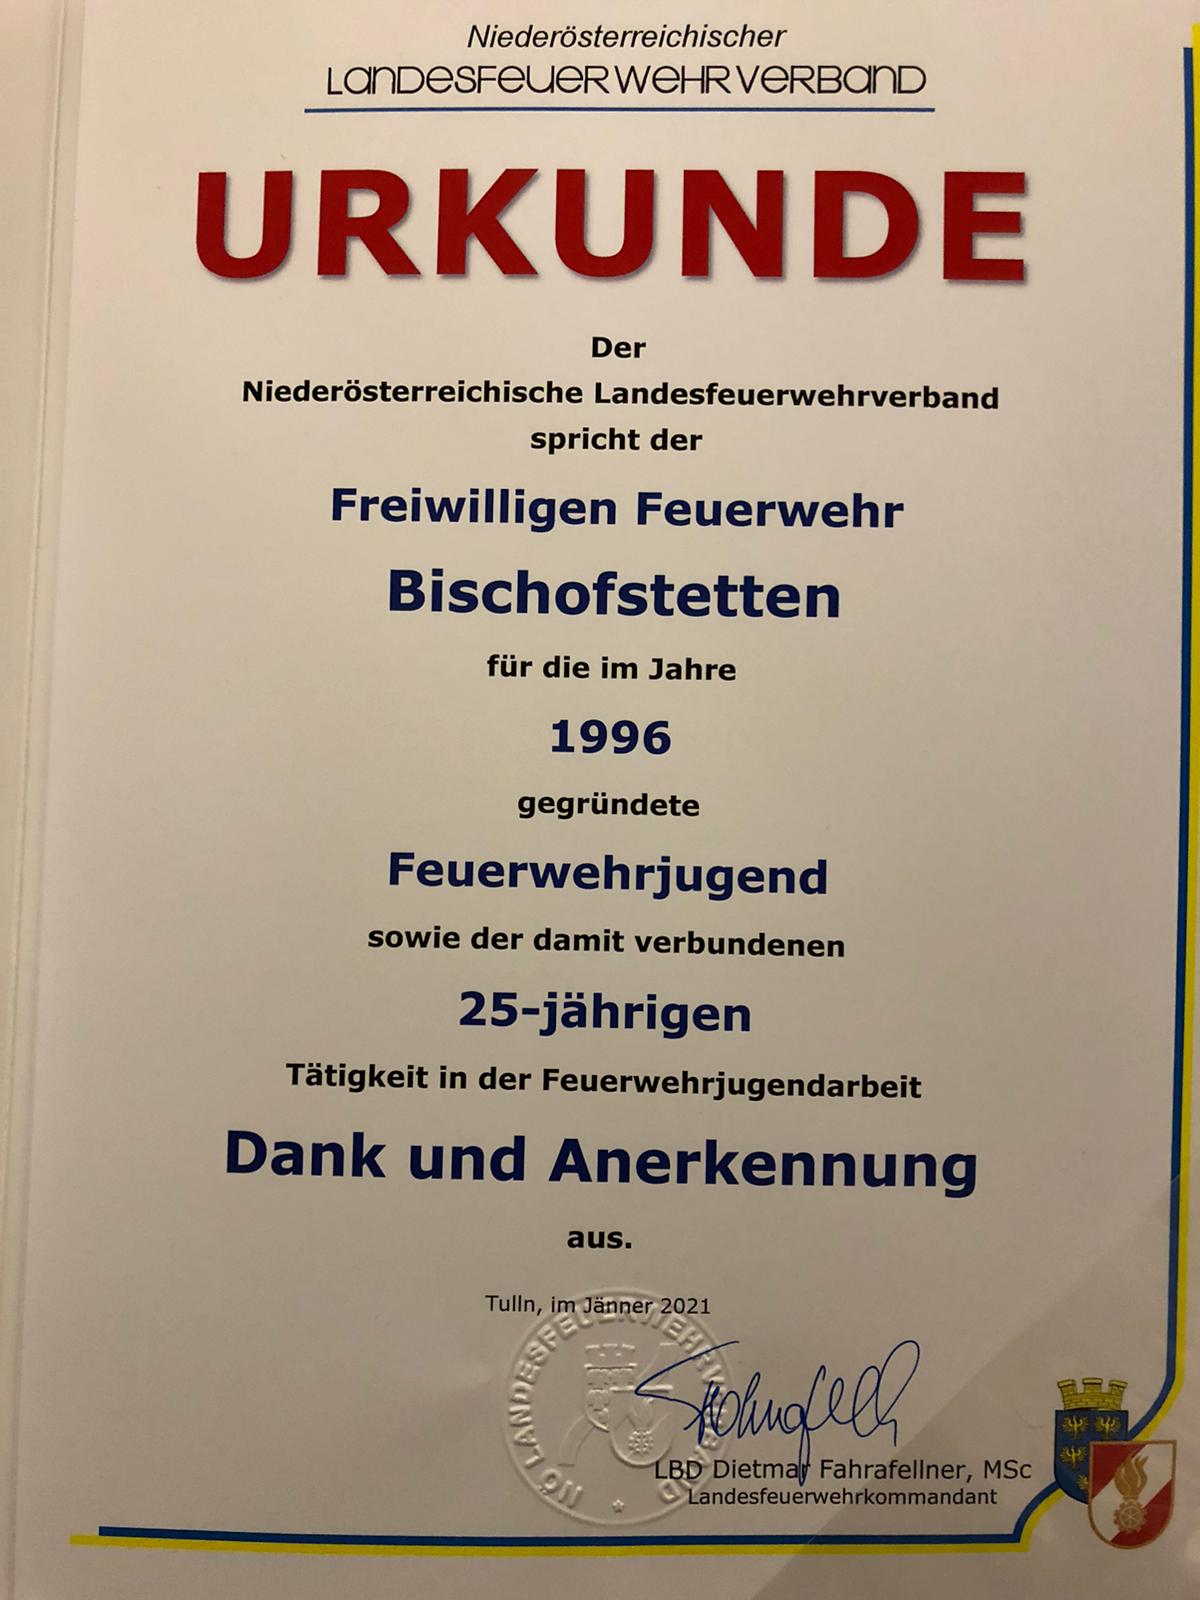 Niederösterreichischer
LANDESFEUERWEHRVERBAND
URKUNDE
Der
Niederösterreichische Landesfeuerwehrverband
spricht der
Freiwilligen Feuerwehr
Bischofstetten
für die im Jahre
1996
gegründete
Feuerwehrjugend
sowie der damit verbundenen
25-jährigen
Tätigkeit in der Feuerwehrjugendarbeit
Dank und Anerkennung
aus.
Tulln, im Jänner 2021
NÖ LANDESFEUERWEHRVERBAND
LBD Dietmar Fahrafellner, MSc
Landesfeuerwehrkommandant